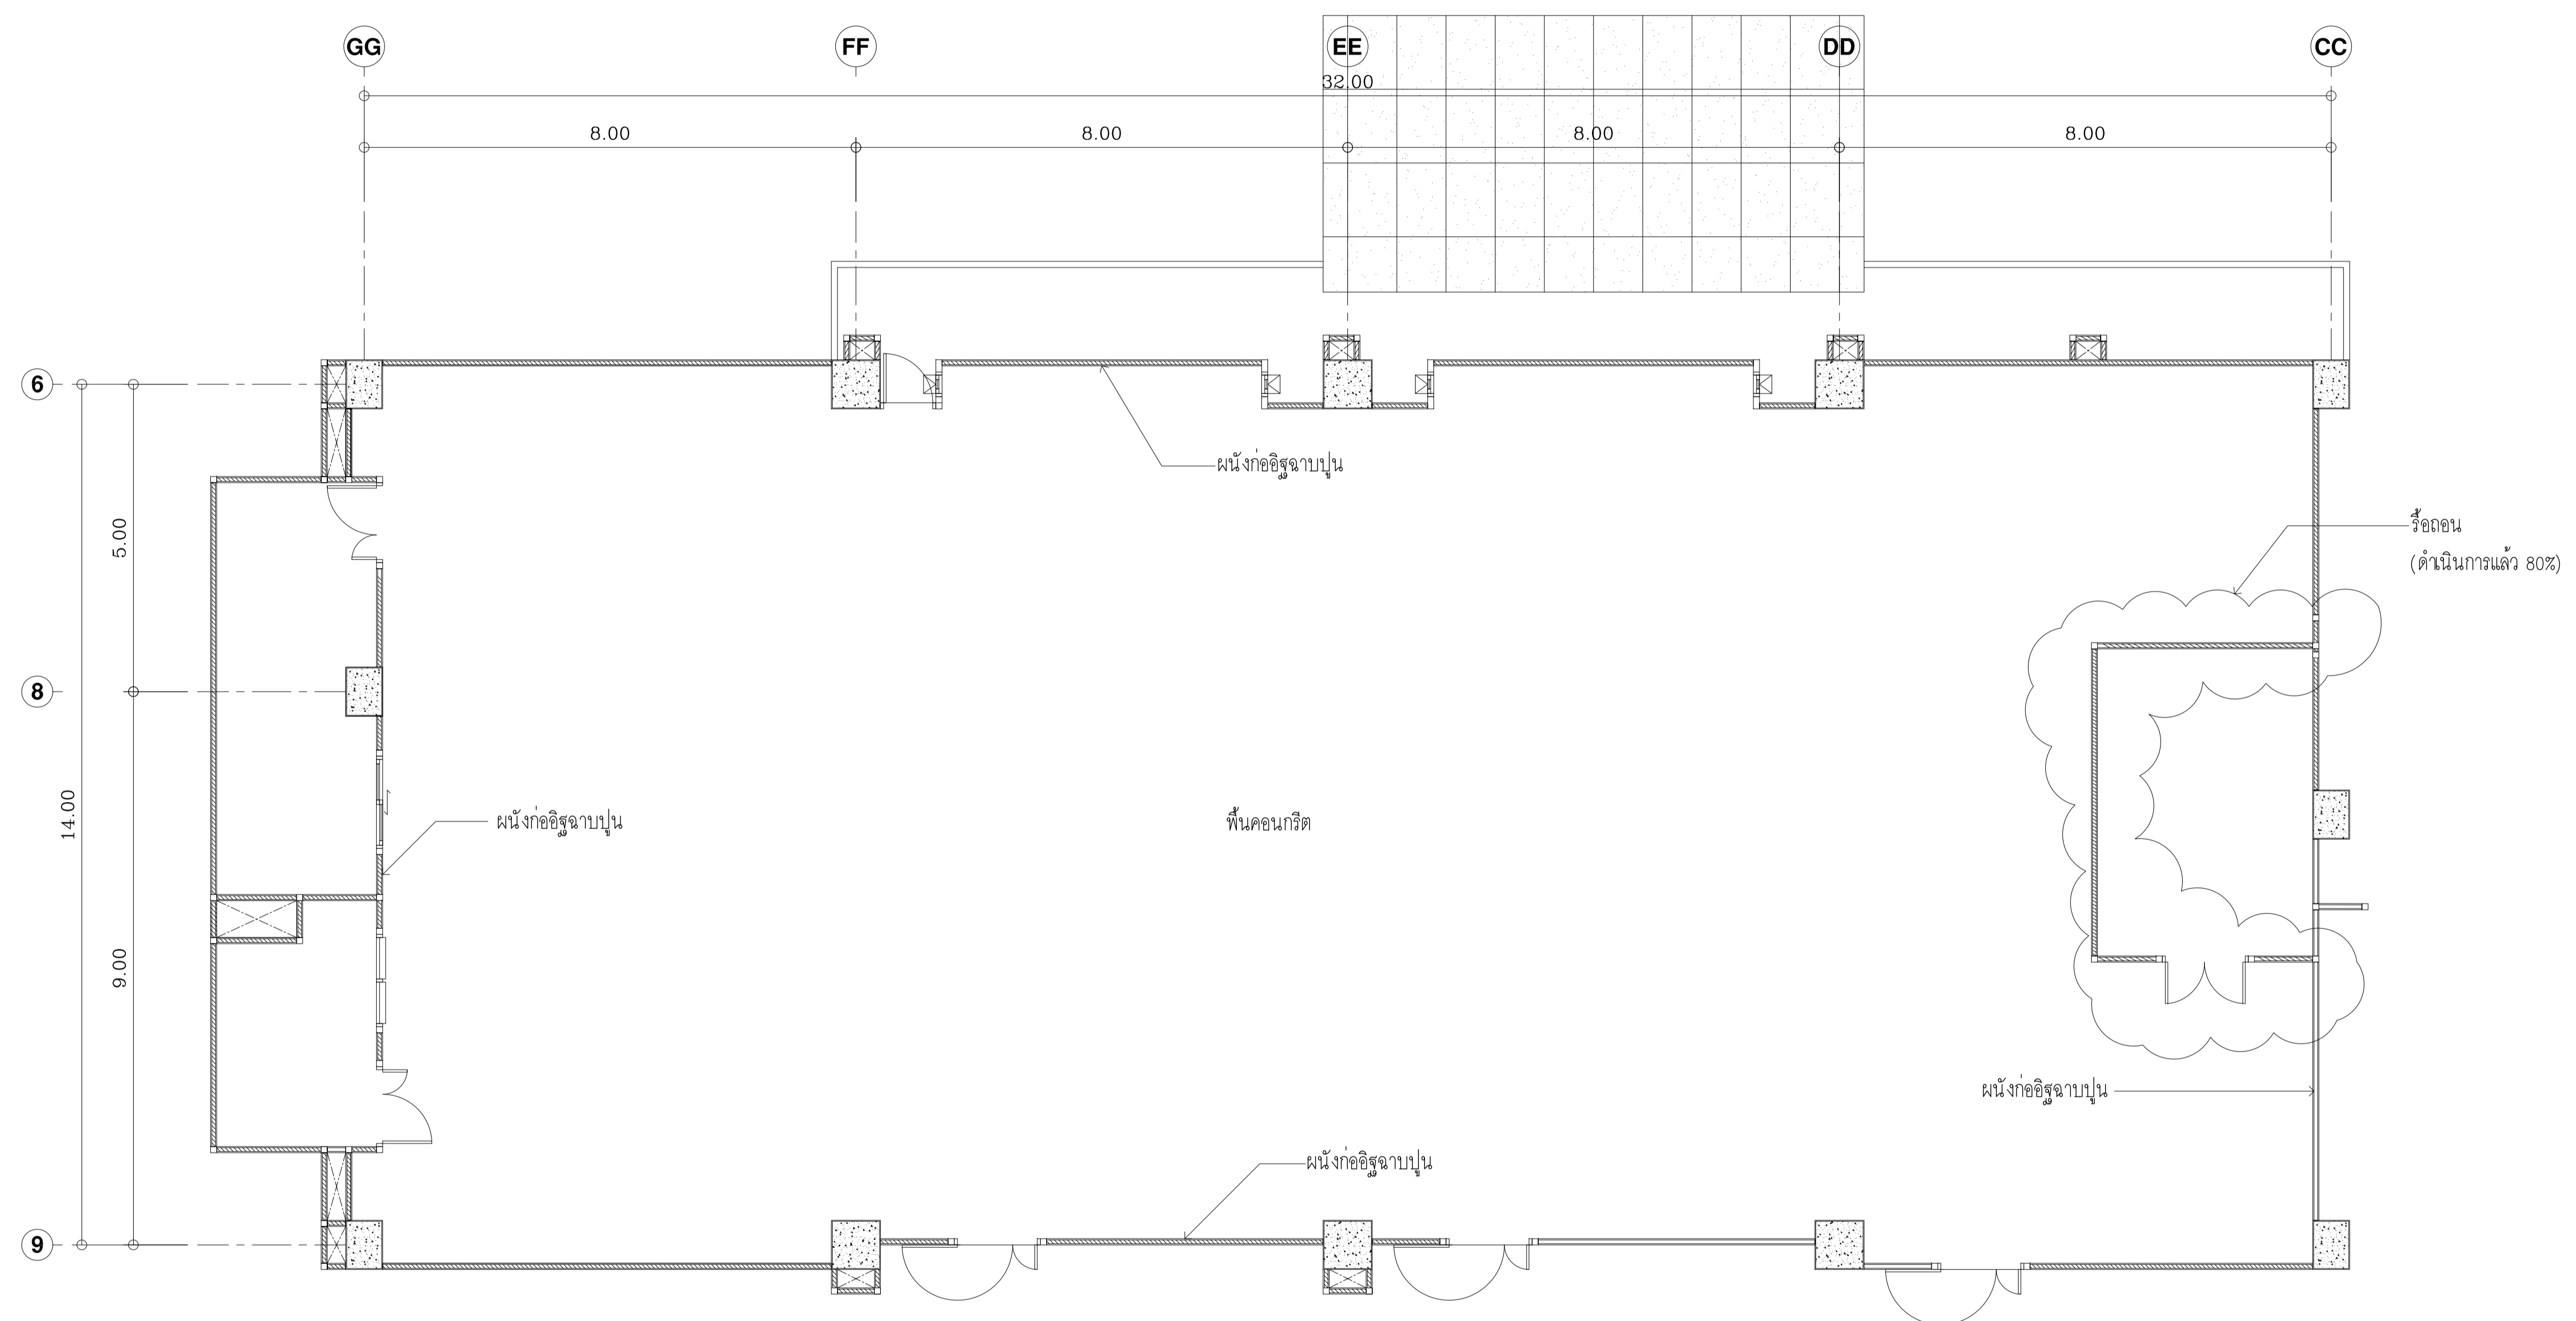 GG FF EE DD CC
32.00
8.00 8.00 8.00 8.00
6
ผนังก่ออิฐฉาบปูน
รื้อถอน
(ดำเนินการแล้ว 80%)
5.00
8
14.00
ผนังก่ออิฐฉาบปูน
พื้นคอนกรีต
9.00
ผนังก่ออิฐฉาบปูน
ผนังก่ออิฐฉาบปูน
9